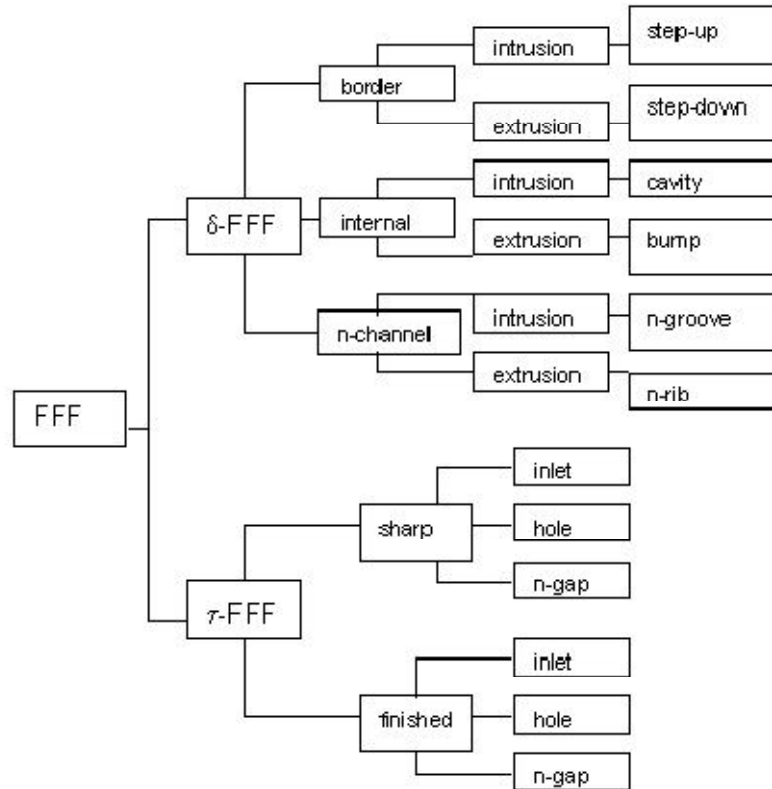 step-up
intrusion
border
step-down
extrusion
intrusion
cavity
δ-FFF
internal
extrusion
bump
intrusion
n-groove
n-channel
extrusion
n-rib
FFF
inlet
sharp
hole
n-gap
τ-FFF
inlet
finished
hole
n-gap